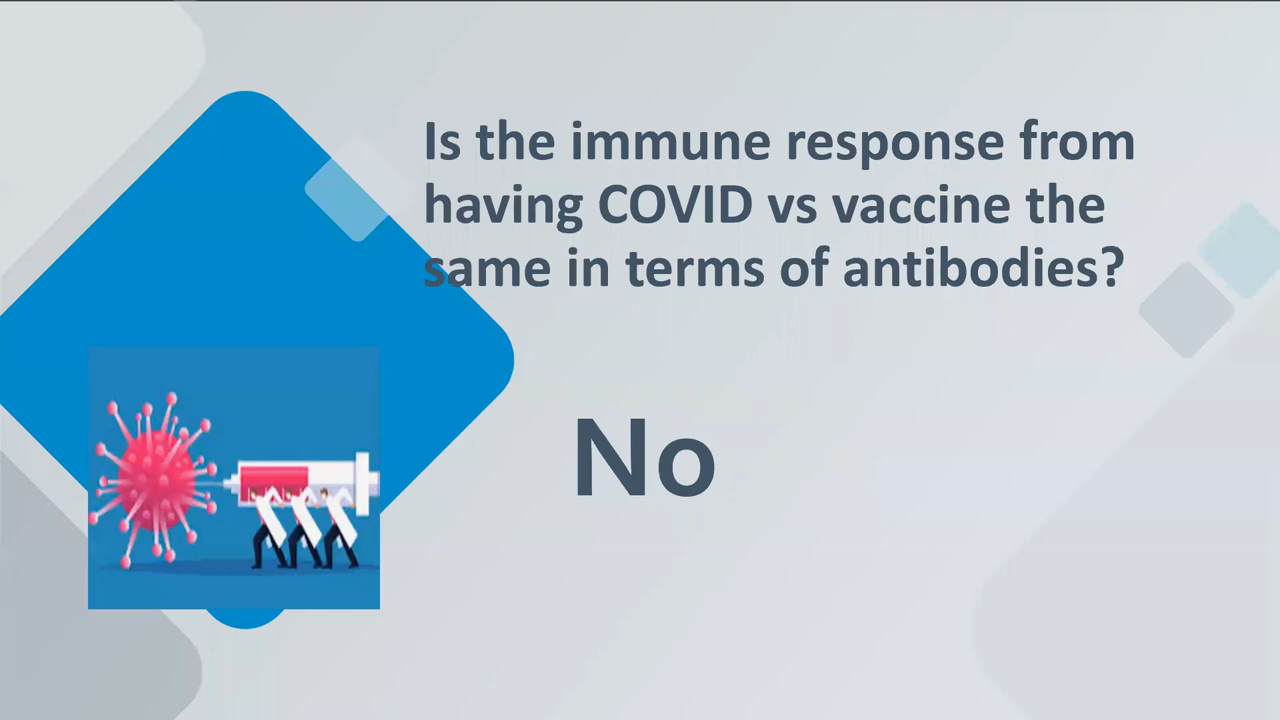 Is the immune response from
having COVID vs vaccine the
same in terms of antibodies?
No